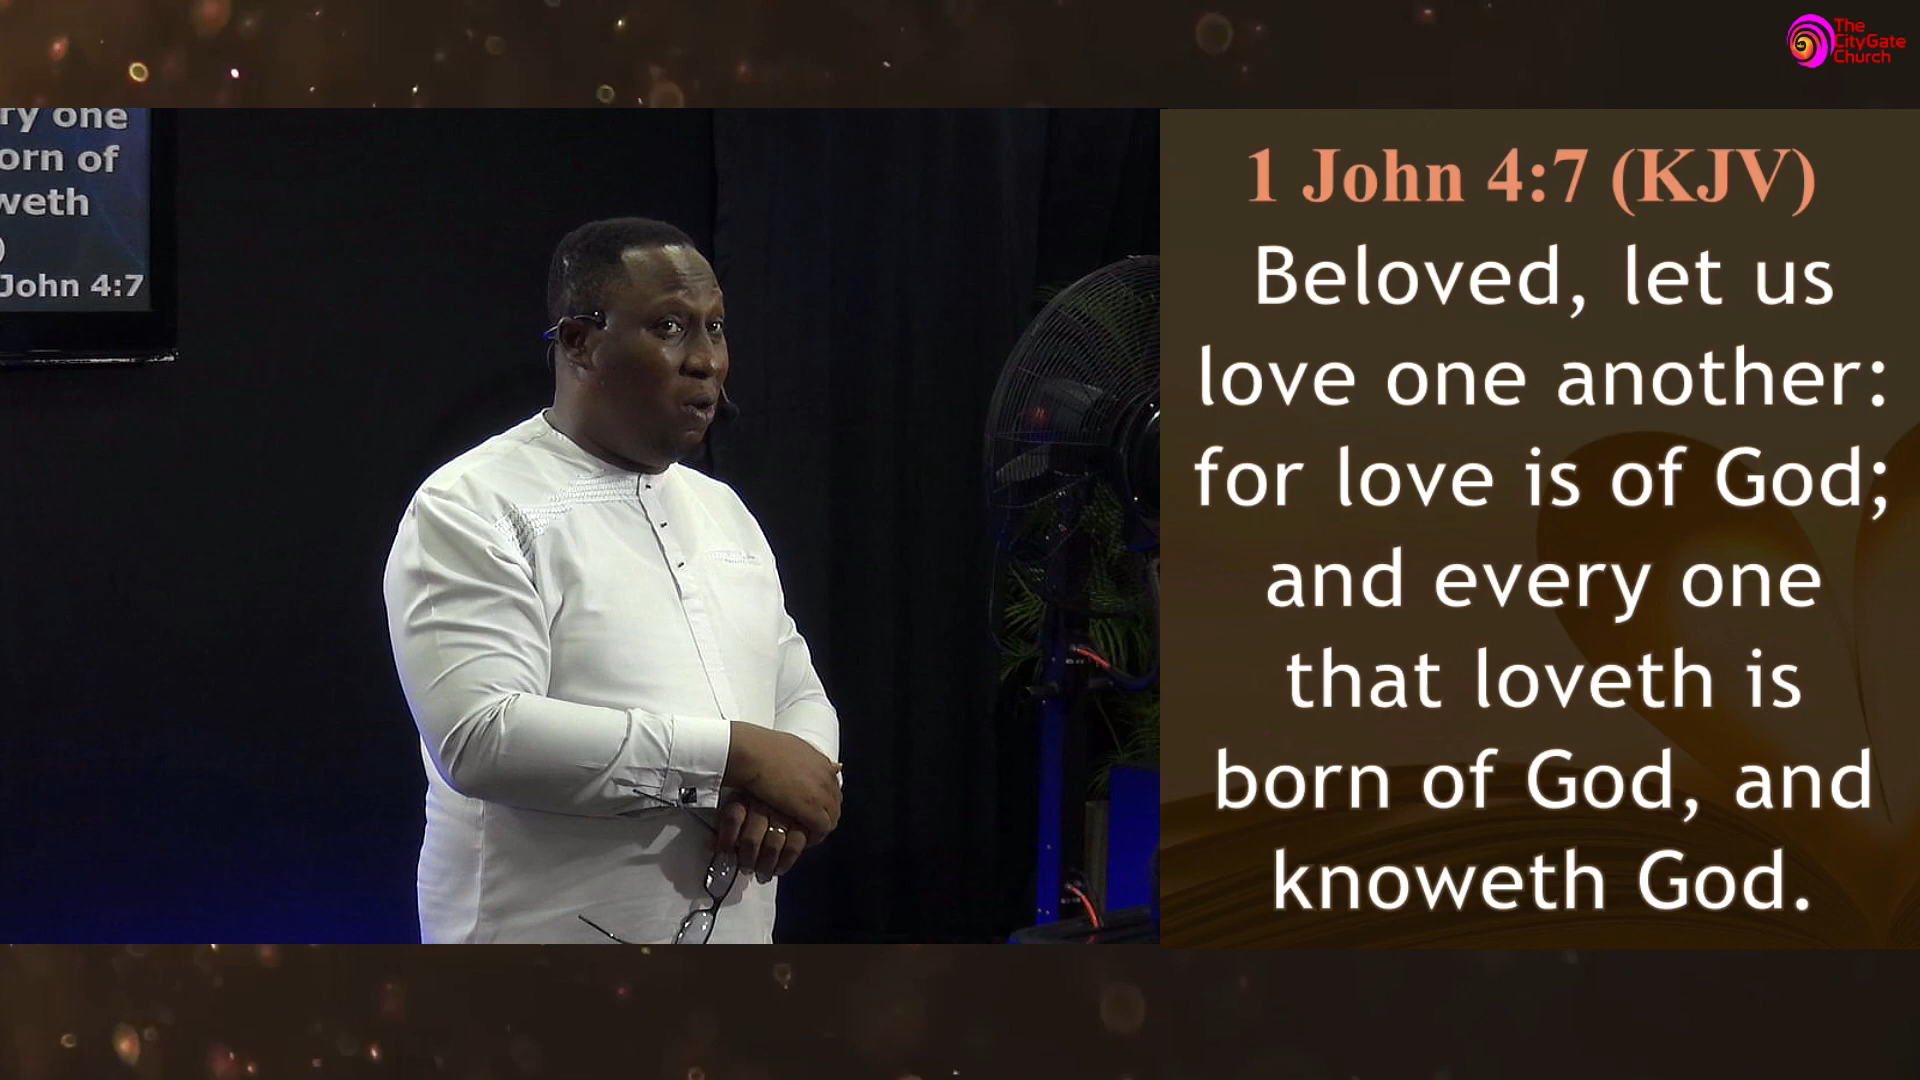 The
CityGate
Church
ry one
orn of
weth
)
John 4:7
1 John 4:7 (KJV)
Beloved, let us
love one another:
for love is of God;
and every one
that loveth is
born of God, and
knoweth God.